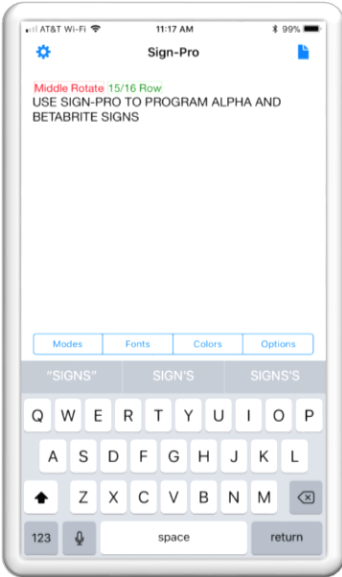 AT&T Wi-Fi 11:17 AM 99%
Sign-Pro
Middle Rotate 15/16 Row
USE SIGN-PRO TO PROGRAM ALPHA AND
BETABRITE SIGNS
Modes Fonts Colors Options
“SIGNS” SIGN'S SIGNS'S
Q W E R T Y U I O P
A S D F G H J K L
Z X C V B N M
123 space return